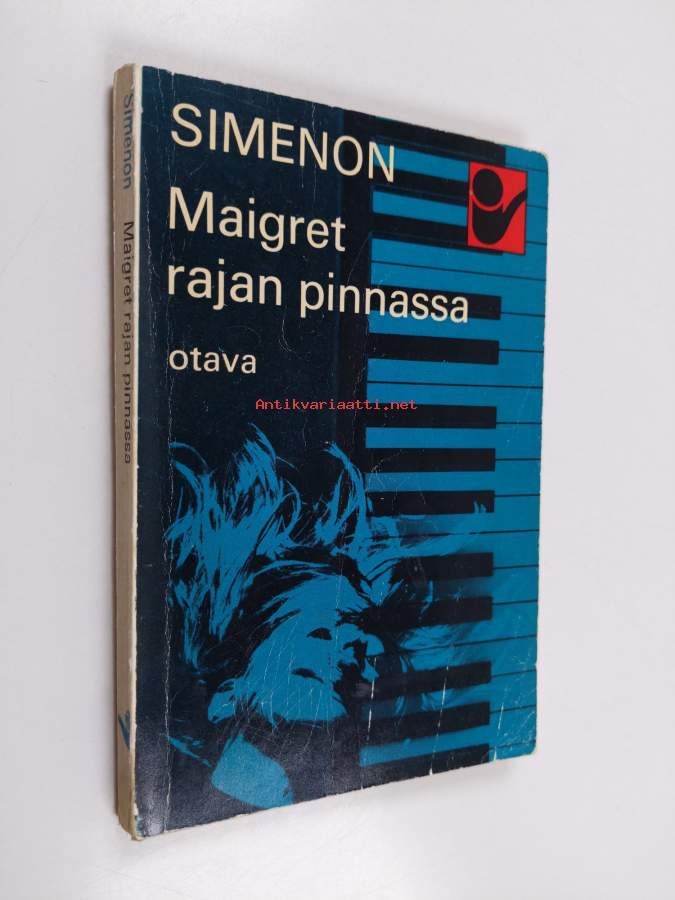 SIMENON
Maigret
rajan pinnassa
otava
Antikvariaatti.net
Simenon Maigret rajan pinnassa